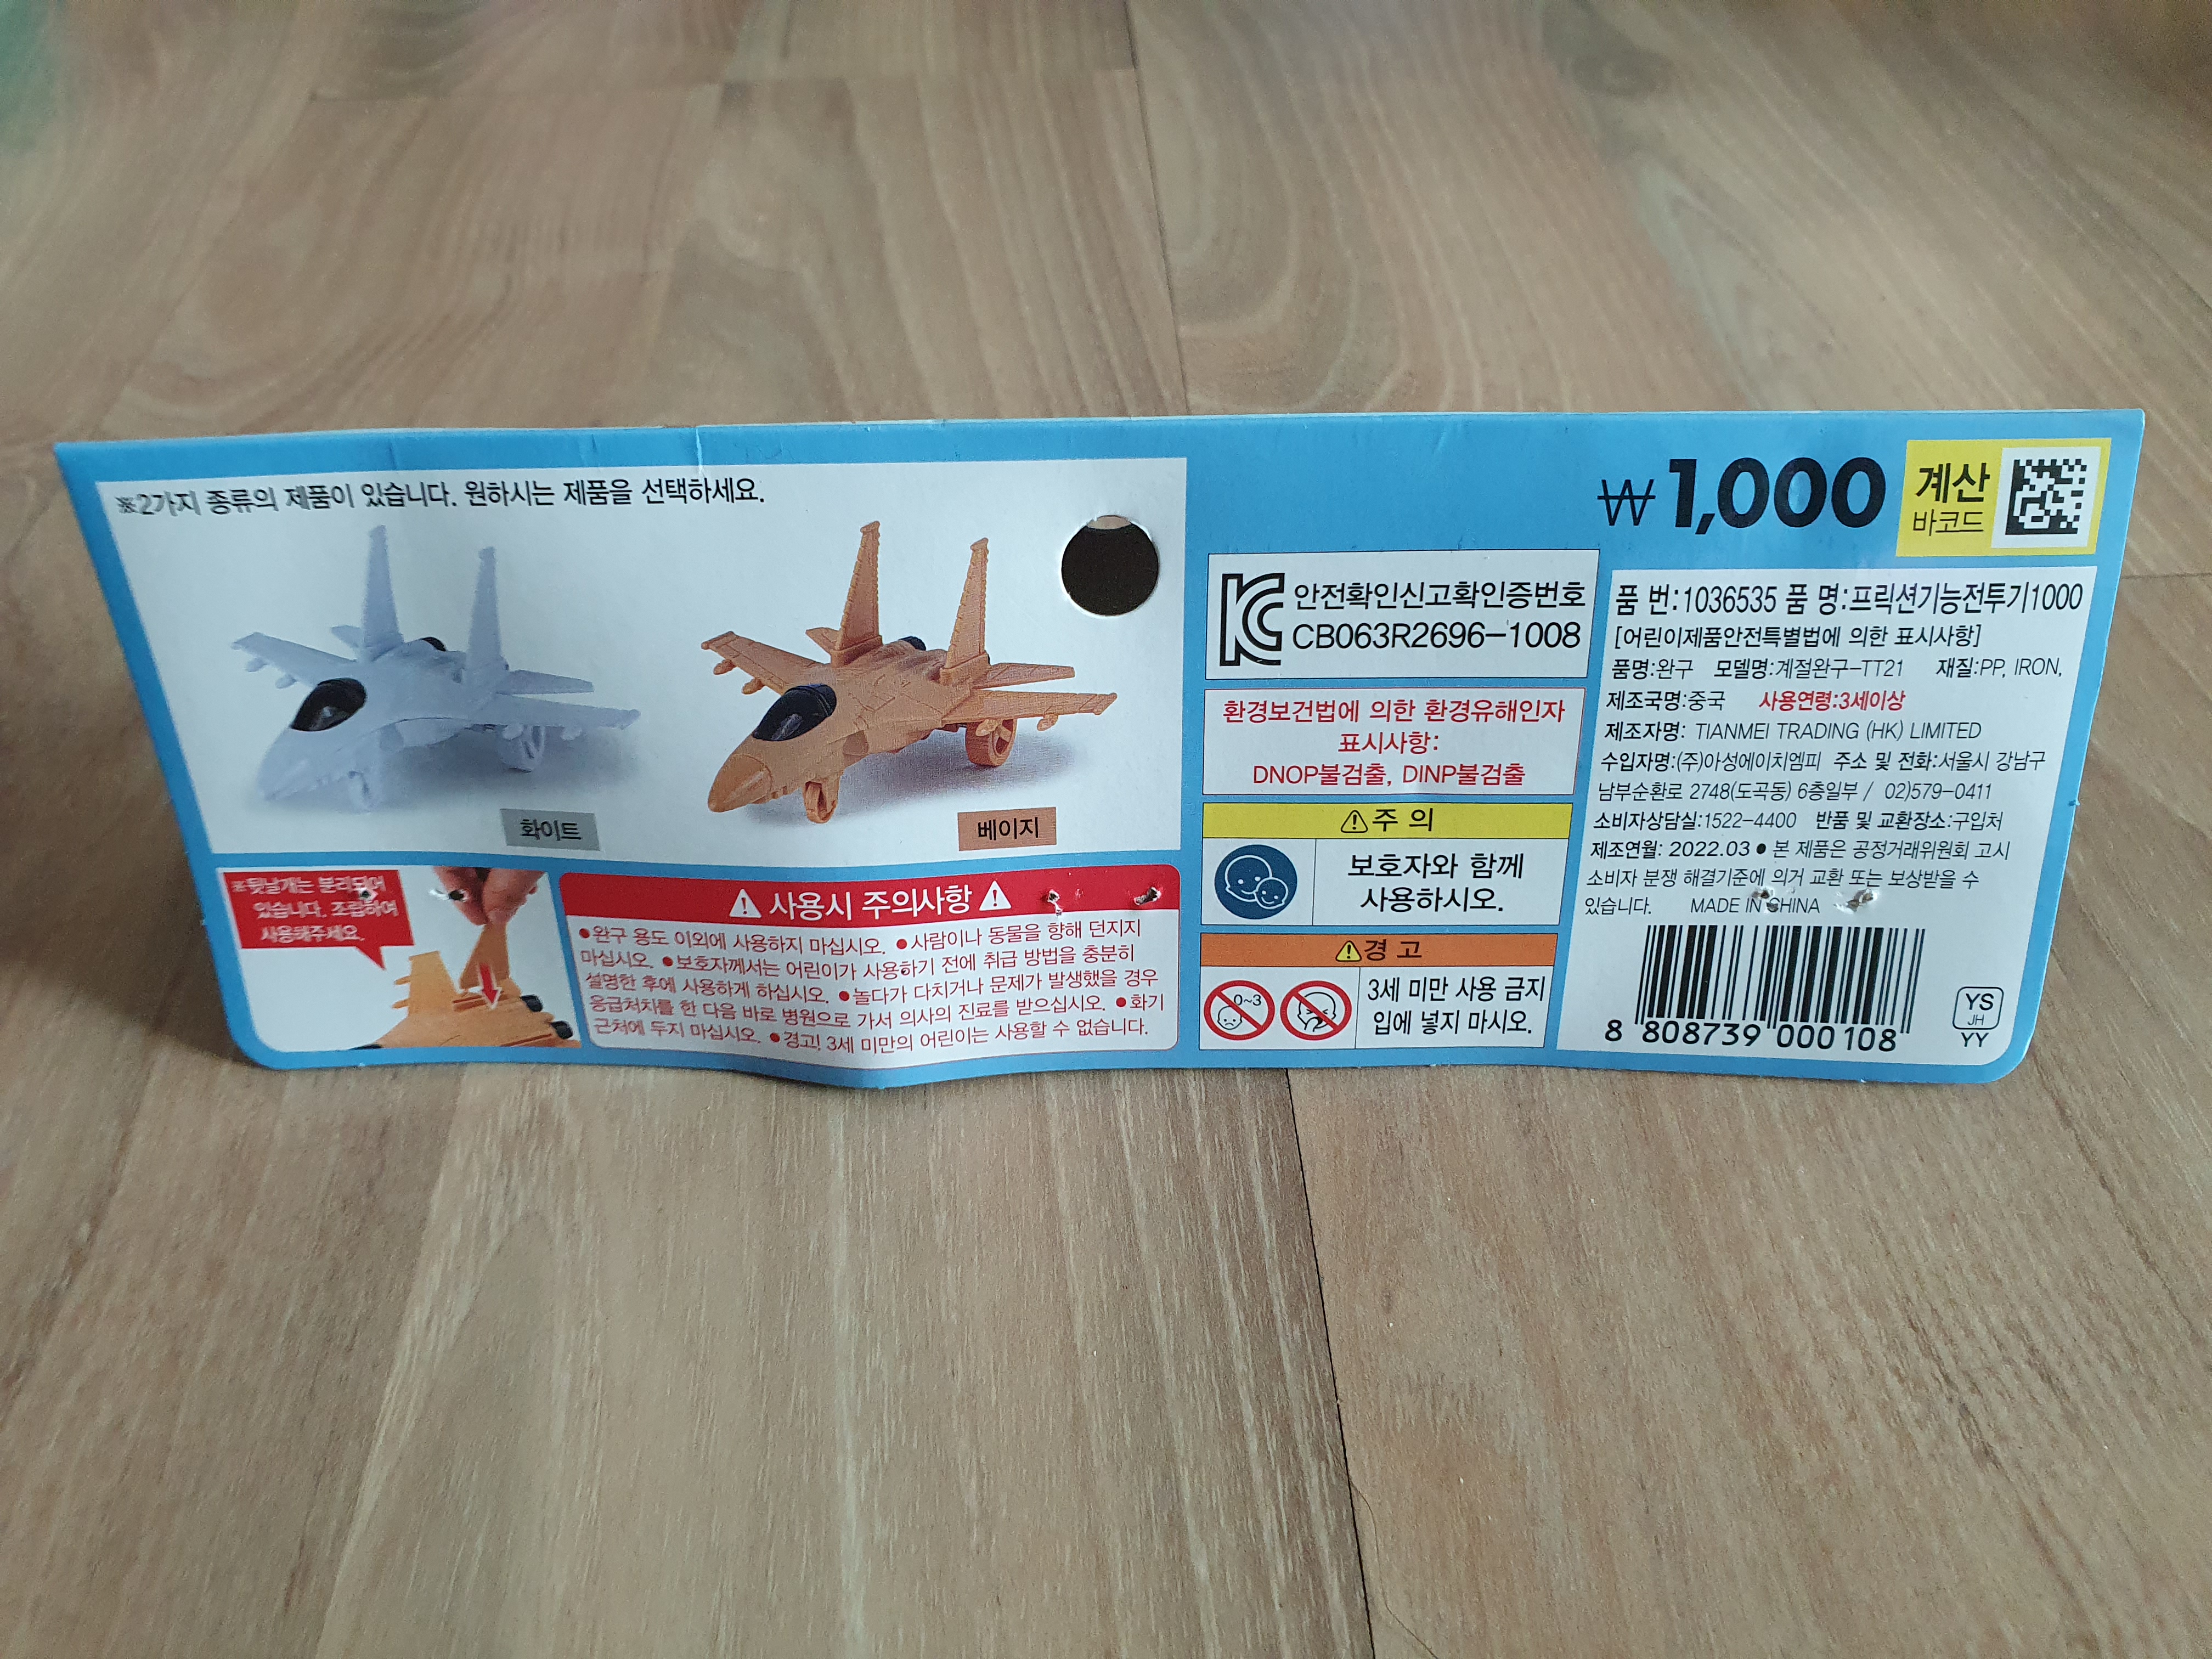 ※2가지 종류의 제품이 있습니다. 원하시는 제품을 선택하세요.
화이트
베이지
※뒷날개는 분리되어
있습니다. 조립하여
사용해주세요.
사용시 주의사항
●완구 용도 이외에 사용하지 마십시오. ●사람이나 동물을 향해 던지지
마십시오. ●보호자께서는 어린이가 사용하기 전에 취급 방법을 충분히
설명한 후에 사용하게 하십시오. ●놀다가 다치거나 문제가 발생했을 경우
응급처치를 한 다음 바로 병원으로 가서 의사의 진료를 받으십시오. ●화기
근처에 두지 마십시오. ●경고! 3세 미만의 어린이는 사용할 수 없습니다.
안전확인신고확인증번호
CB063R2696-1008
환경보건법에 의한 환경유해인자
표시사항:
DNOP불검출, DINP불검출
주 의
보호자와 함께
사용하십시오.
경 고
0~3
3세 미만 사용 금지
입에 넣지 마시오.
₩1,000
계산
바코드
품 번:1036535 품 명:프릭션기능전투기1000
[어린이제품안전특별법에 의한 표시사항]
품명:완구 모델명:계절완구-TT21 재질:PP, IRON,
제조국명:중국 사용연령:3세이상
제조자명: TIANMEI TRADING (HK) LIMITED
수입자명:(주)아성에이치엠피 주소 및 전화:서울시 강남구
남부순환로 2748(도곡동) 6층일부 / 02)579-0411
소비자상담실:1522-4400 반품 및 교환장소:구입처
제조연월: 2022.03 ● 본 제품은 공정거래위원회 고시
소비자 분쟁 해결기준에 의거 교환 또는 보상받을 수
있습니다. MADE IN CHINA
8 808739 000108
YS
JH
YY